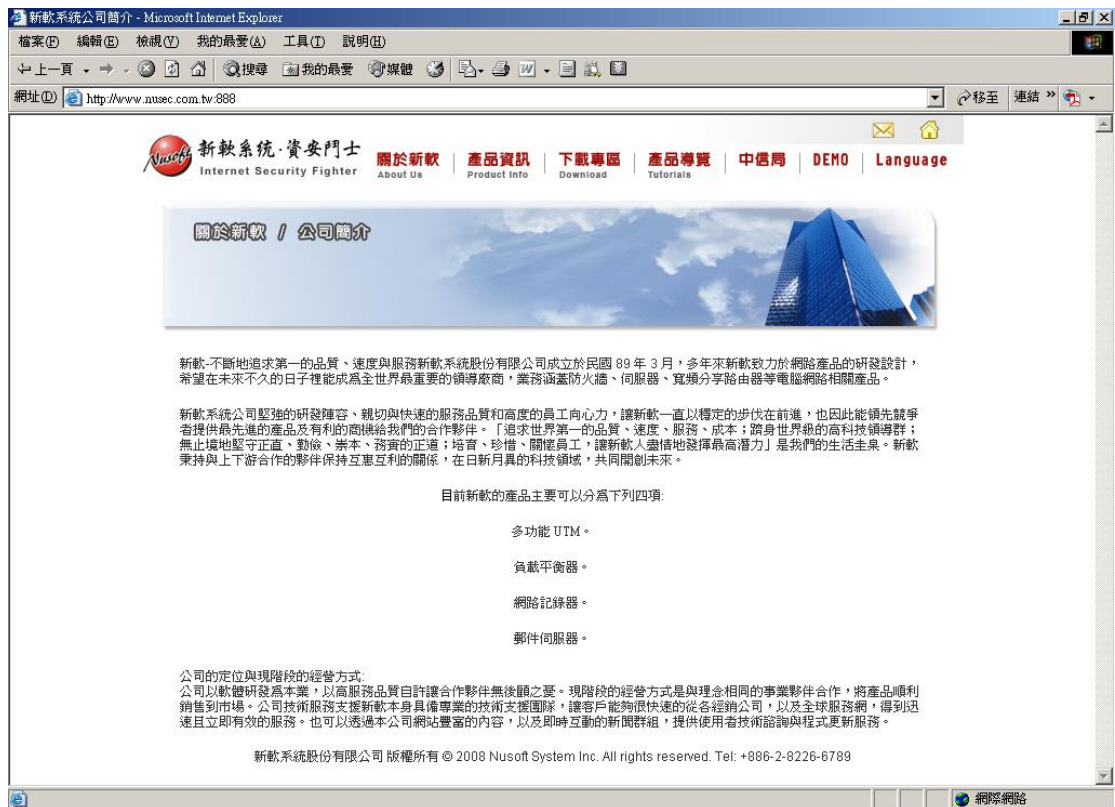 新軟系統公司簡介 - Microsoft Internet Explorer
檔案(F) 編輯(E) 檢視(V) 我的最愛(A) 工具(T) 說明(H)
上一頁 搜尋 我的最愛 媒體
網址(D) http://www.nusec.com.tw:888 移至 連結 »
Nusoft 新軟系統·資安鬥士
Internet Security Fighter
關於新軟 產品資訊 下載專區 產品導覽 中信局 DEMO Language
About Us Product Info Download Tutorials
關於新軟 / 公司簡介
新軟-不斷地追求第一的品質、速度與服務新軟系統股份有限公司成立於民國 89 年 3 月，多年來新軟致力於網路產品的研發設計，
希望在未來不久的日子裡能成為全世界最重要的領導廠商，業務涵蓋防火牆、伺服器、寬頻分享路由器等電腦網路相關產品。
新軟系統公司堅強的研發陣容、親切與快速的服務品質和高度的員工向心力，讓新軟一直以穩定的步伐在前進，也因此能領先競爭
者提供最先進的產品及有利的商機給我們的合作夥伴。「追求世界第一的品質、速度、服務、成本；躋身世界級的高科技領導群；
無止境地堅守正直、勤儉、崇本、務實的正道；培育、珍惜、關懷員工，讓新軟人盡情地發揮最高潛力」是我們的生活圭臬。新軟
秉持與上下游合作的夥伴保持互惠互利的關係，在日新月異的科技領域，共同開創未來。
目前新軟的產品主要可以分為下列四項:
多功能 UTM。
負載平衡器。
網路記錄器。
郵件伺服器。
公司的定位與現階段的經營方式:
公司以軟體研發為本業，以高服務品質自許讓合作夥伴無後顧之憂。現階段的經營方式是與理念相同的事業夥伴合作，將產品順利
銷售到市場。公司技術服務支援新軟本身具備專業的技術支援團隊，讓客戶能夠很快速的從各經銷公司，以及全球服務網，得到迅
速且立即有效的服務。也可以透過本公司網站豐富的內容，以及即時互動的新聞群組，提供使用者技術諮詢與程式更新服務。
新軟系統股份有限公司 版權所有 © 2008 Nusoft System Inc. All rights reserved. Tel: +886-2-8226-6789
網際網路